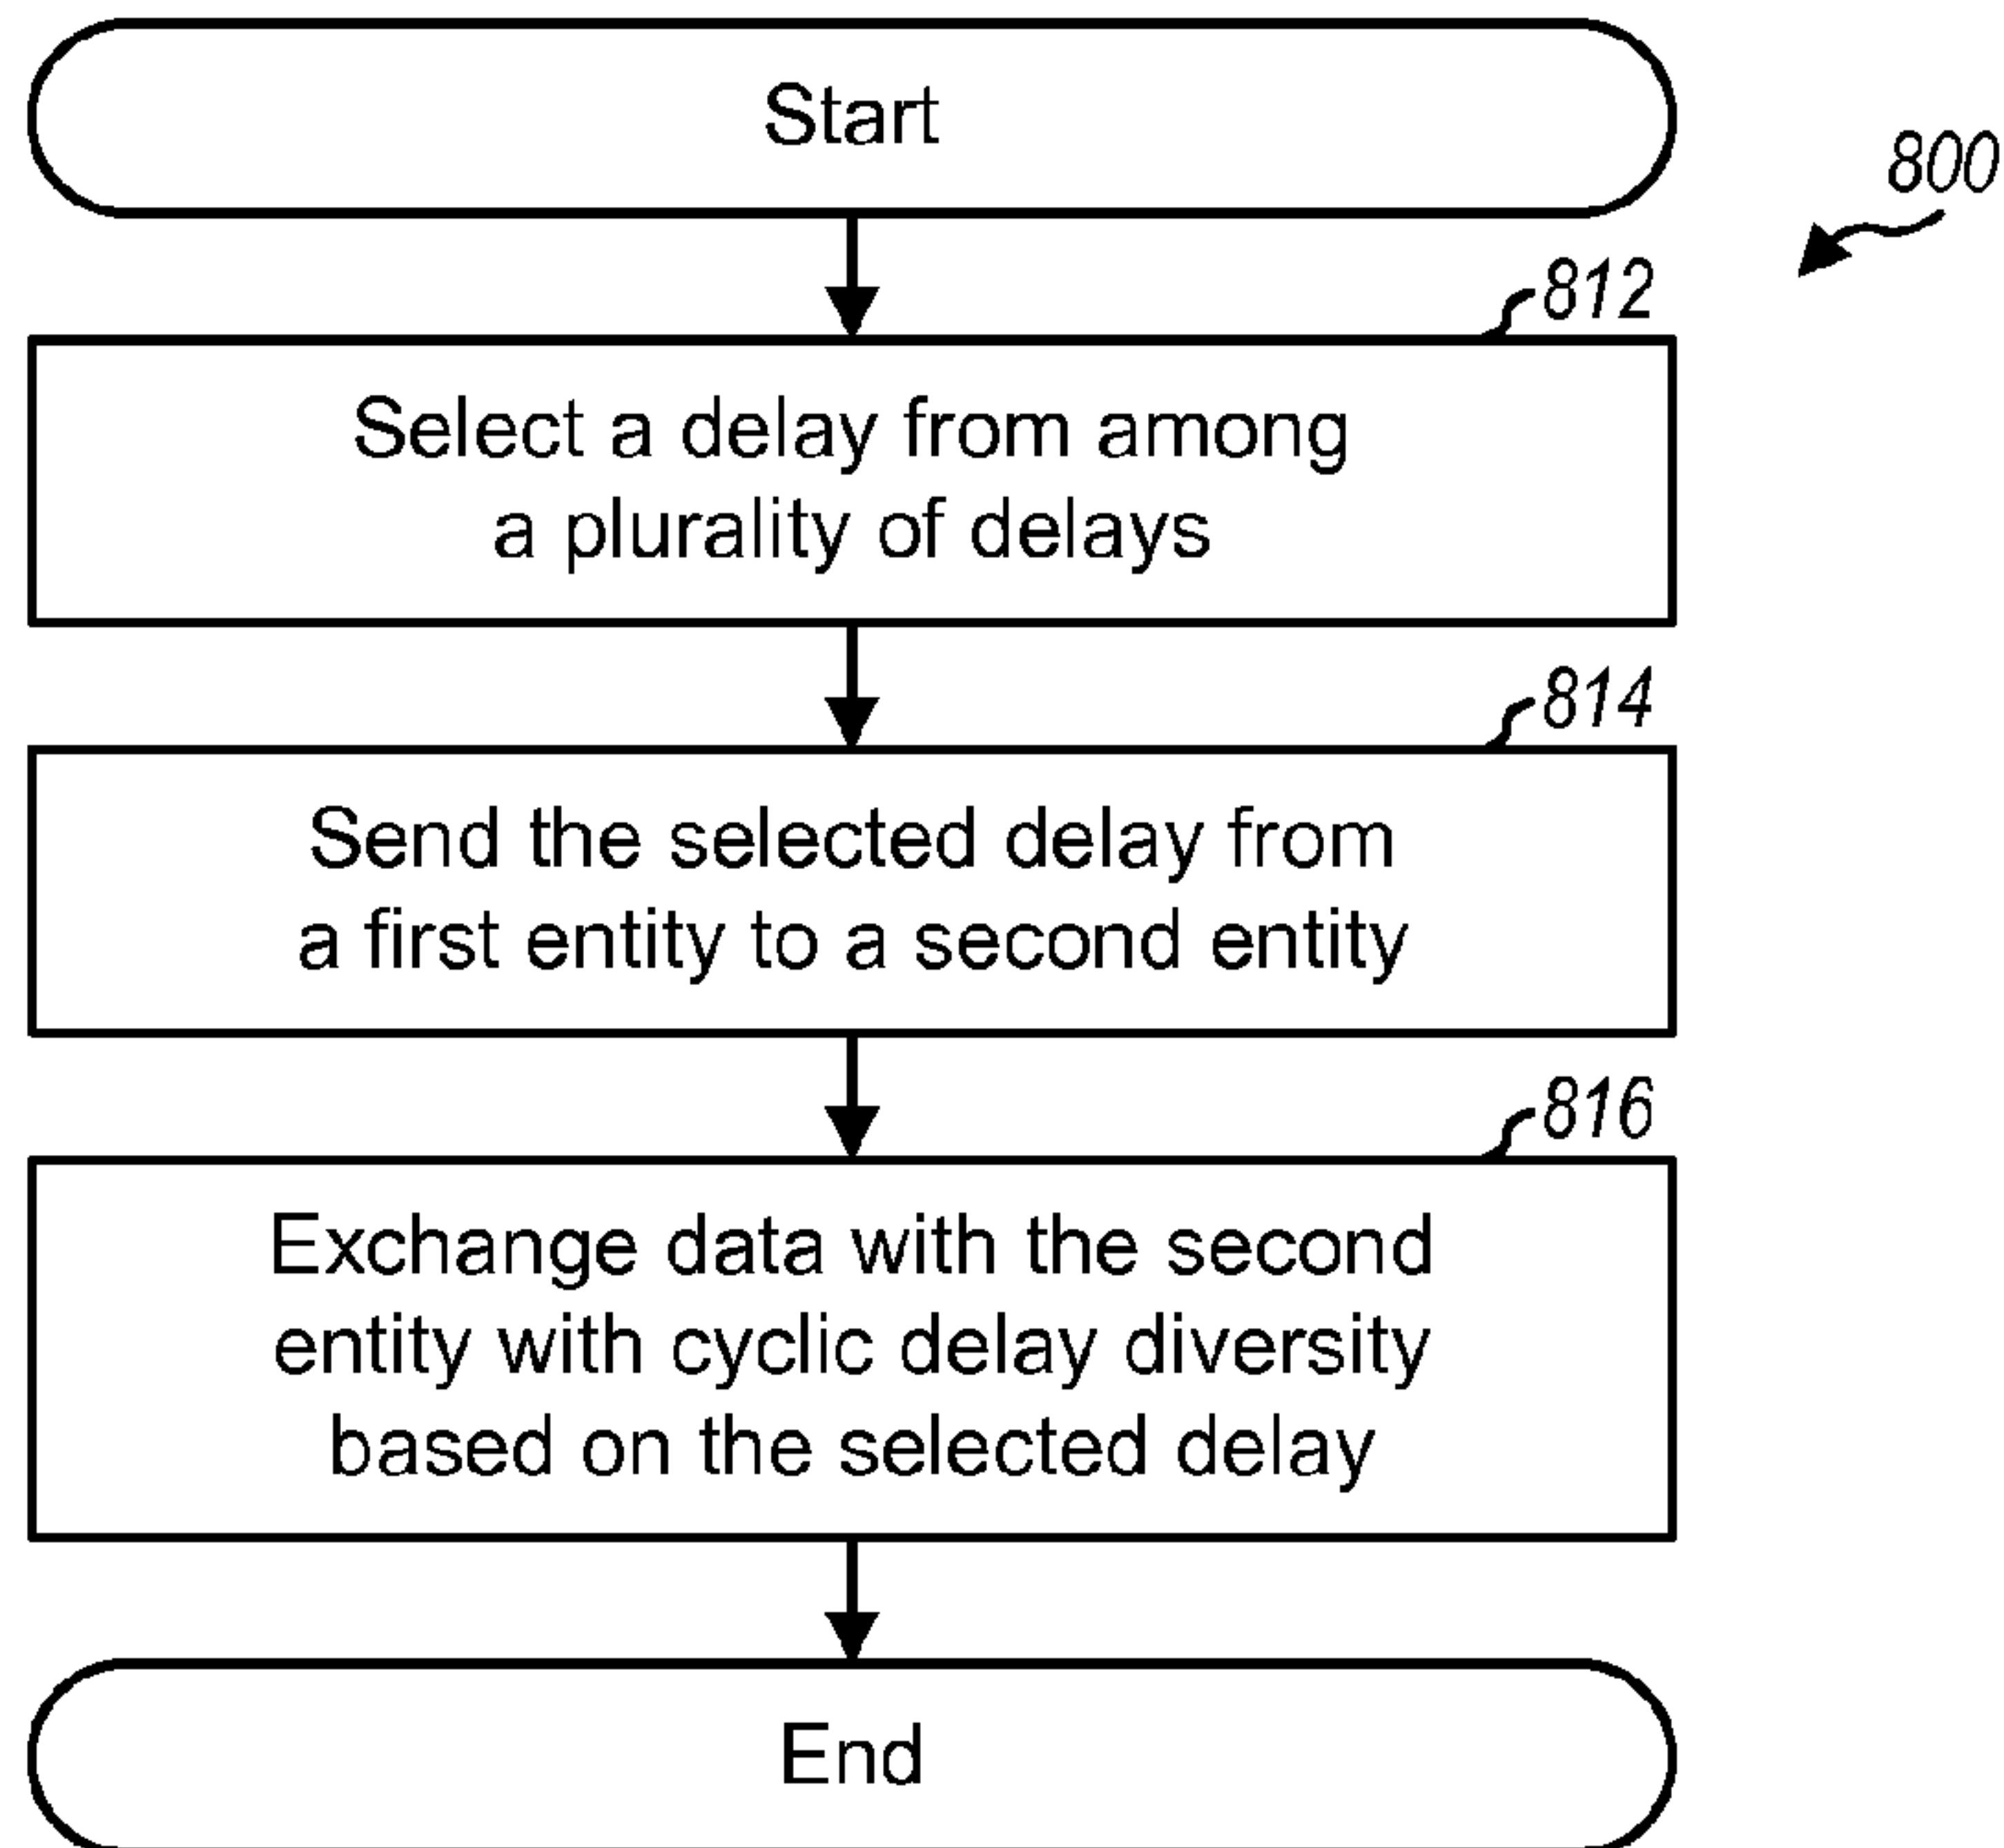 Start
800
812
Select a delay from among
a plurality of delays
814
Send the selected delay from
a first entity to a second entity
816
Exchange data with the second
entity with cyclic delay diversity
based on the selected delay
End